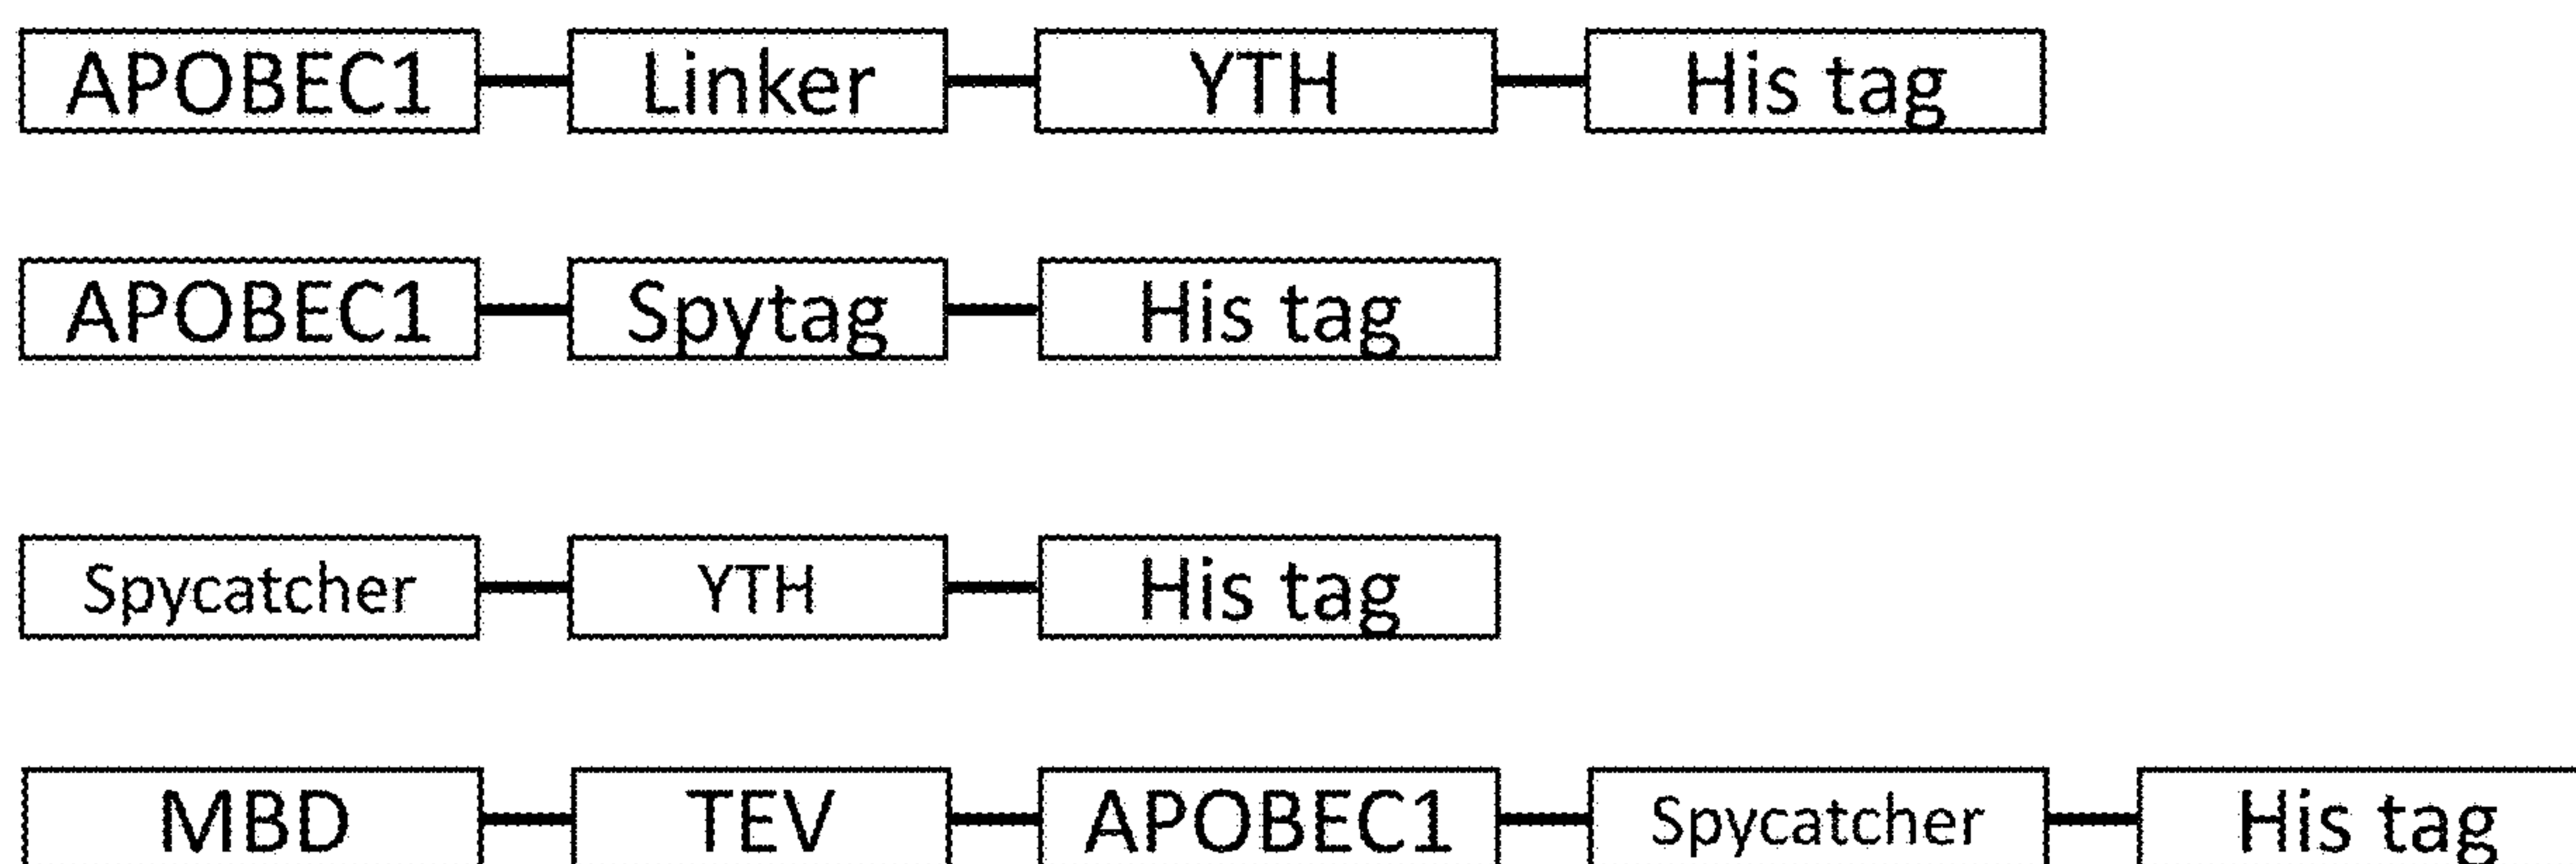 APOBEC1 Linker YTH His tag
APOBEC1 Spytag His tag
Spycatcher YTH His tag
MBD TEV APOBEC1 Spycatcher His tag